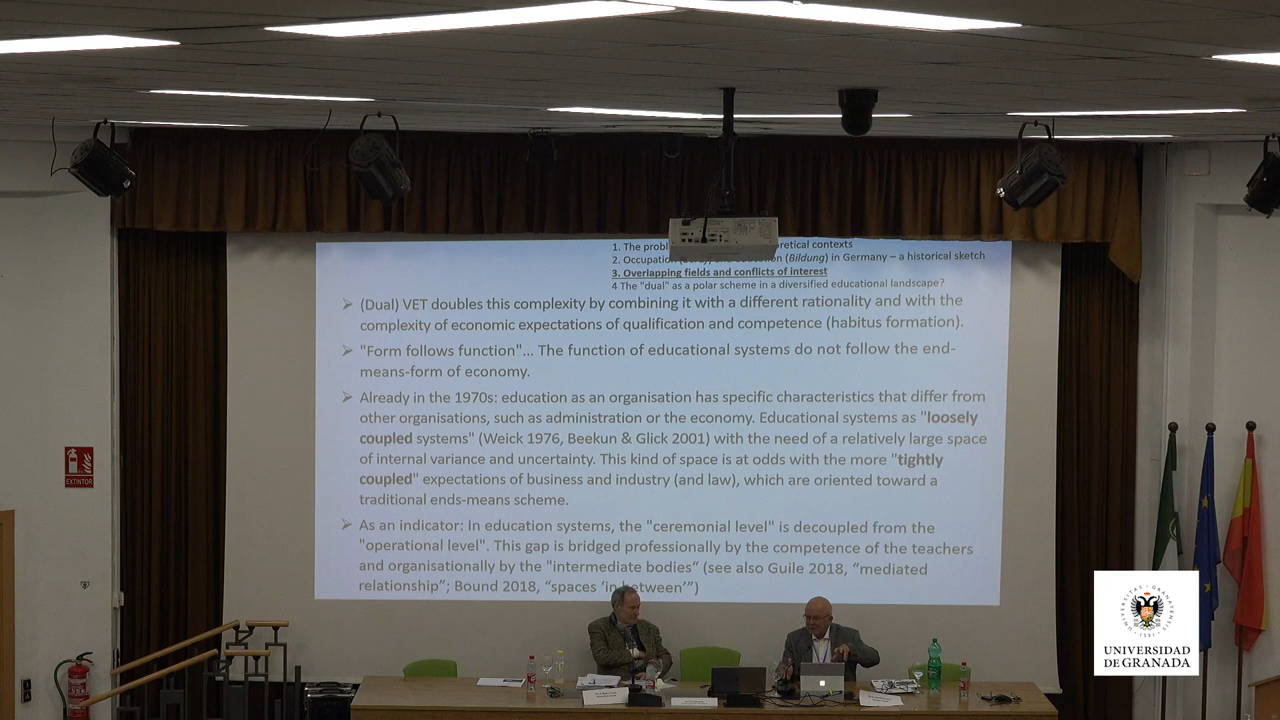 1. The probl    retical contexts
2. Occupation (Bildung) in Germany – a historical sketch
3. Overlapping fields and conflicts of interest
4 The "dual" as a polar scheme in a diversified educational landscape?
➢ (Dual) VET doubles this complexity by combining it with a different rationality and with the
complexity of economic expectations of qualification and competence (habitus formation).
➢ "Form follows function"... The function of educational systems do not follow the end-
means-form of economy.
➢ Already in the 1970s: education as an organisation has specific characteristics that differ from
other organisations, such as administration or the economy. Educational systems as "loosely
coupled systems" (Weick 1976, Beekun & Glick 2001) with the need of a relatively large space
of internal variance and uncertainty. This kind of space is at odds with the more "tightly
coupled" expectations of business and industry (and law), which are oriented toward a
traditional ends-means scheme.
➢ As an indicator: In education systems, the "ceremonial level" is decoupled from the
"operational level". This gap is bridged professionally by the competence of the teachers
and organisationally by the "intermediate bodies" (see also Guile 2018, "mediated
relationship"; Bound 2018, "spaces 'in between'")
EXTINTOR
UNIVERSITAS GRANATENSIS
1531
UNIVERSIDAD
DE GRANADA